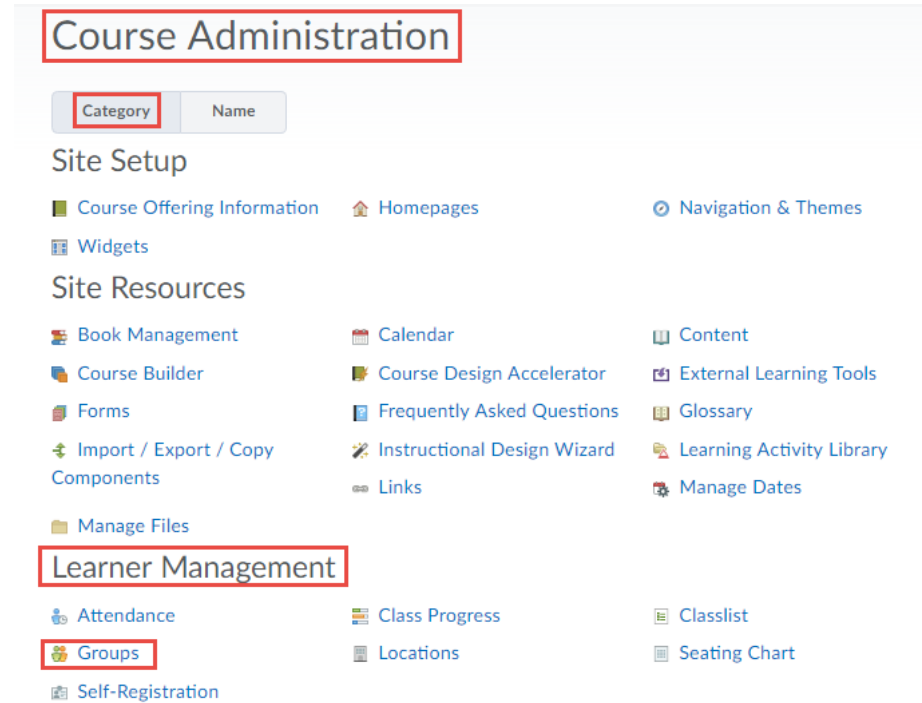 Course Administration
Category Name
Site Setup
Course Offering Information Homepages Navigation & Themes
Widgets
Site Resources
Book Management Calendar Content
Course Builder Course Design Accelerator External Learning Tools
Forms Frequently Asked Questions Glossary
Import / Export / Copy Instructional Design Wizard Learning Activity Library
Components
Links Manage Dates
Manage Files
Learner Management
Attendance Class Progress Classlist
Groups Locations Seating Chart
Self-Registration